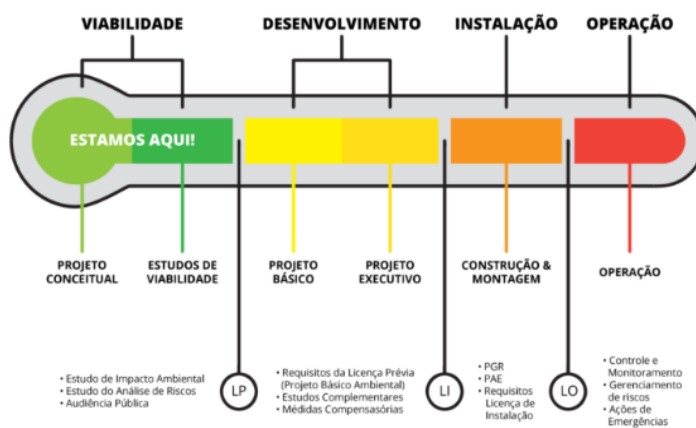 VIABILIDADE
DESENVOLVIMENTO
INSTALAÇÃO
OPERAÇÃO
ESTAMOS AQUI!
PROJETO
CONCEITUAL
ESTUDOS DE
VIABILIDADE
PROJETO
BÁSICO
PROJETO
EXECUTIVO
CONSTRUÇÃO &
MONTAGEM
OPERAÇÃO
• Estudo de Impacto Ambiental
• Estudo do Análise de Riscos
• Audiência Pública
LP
• Requisitos da Licença Prévia
(Projeto Básico Ambiental)
• Estudos Complementares
• Médidas Compensasórias
LI
• PGR
• PAE
• Requisitos
Licença de
Instalação
LO
• Controle e
Monitoramento
• Gerenciamento
de riscos
• Ações de
Emergências